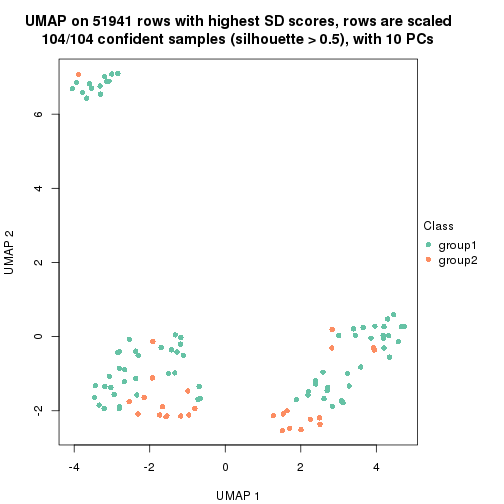 UMAP on 51941 rows with highest SD scores, rows are scaled
104/104 confident samples (silhouette > 0.5), with 10 PCs
6
4
2
0
-2
UMAP 2
-4
-2
0
2
4
UMAP 1
Class
group1
group2